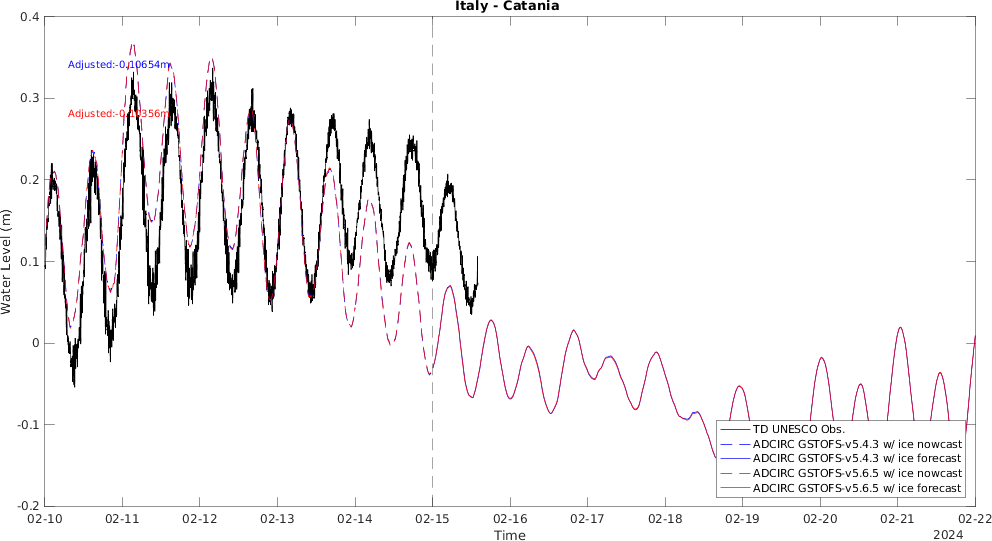 Italy - Catania
0.4
0.3
0.2
0.1
0
-0.1
-0.2
Water Level (m)
Adjusted:-0.10654m
Adjusted:-0.10356m
TD UNESCO Obs.
ADCIRC GSTOFS-v5.4.3 w/ ice nowcast
ADCIRC GSTOFS-v5.4.3 w/ ice forecast
ADCIRC GSTOFS-v5.6.5 w/ ice nowcast
ADCIRC GSTOFS-v5.6.5 w/ ice forecast
02-10 02-11 02-12 02-13 02-14 02-15 02-16 02-17 02-18 02-19 02-20 02-21 02-22
Time
2024